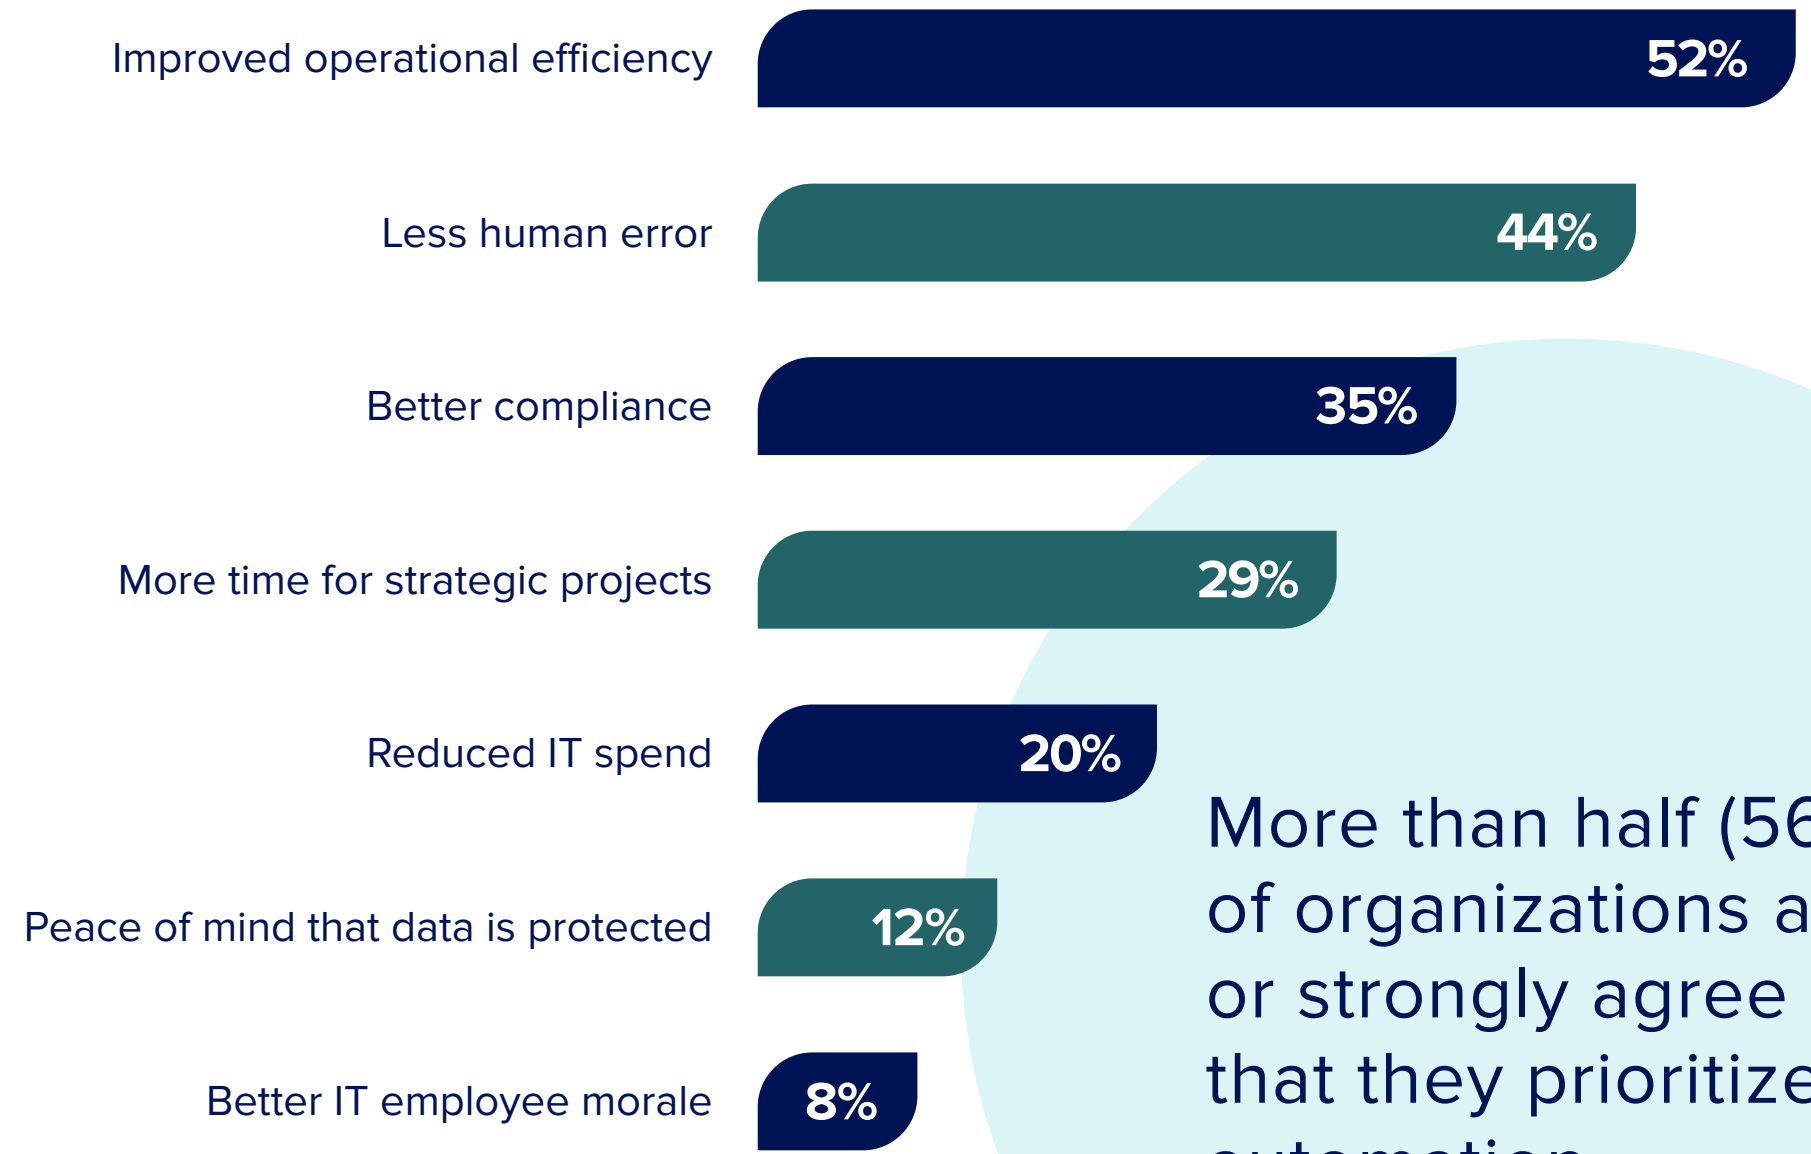 Improved operational efficiency 52%
Less human error 44%
Better compliance 35%
More time for strategic projects 29%
Reduced IT spend 20%
Peace of mind that data is protected 12%
Better IT employee morale 8%
More than half (56
of organizations a
or strongly agree
that they prioritize
automation